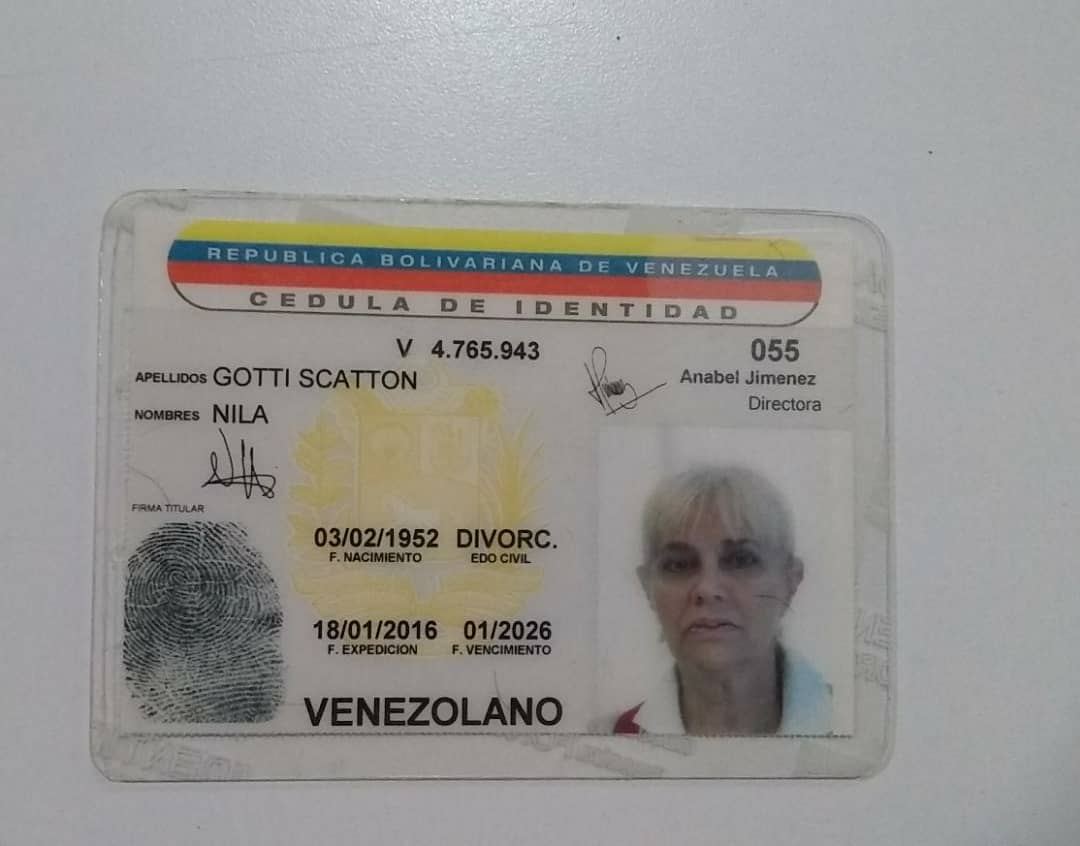 REPUBLICA BOLIVARIANA DE VENEZUELA
CEDULA DE IDENTIDAD
V 4.765.943
055
APELLIDOS GOTTI SCATTON
Anabel Jimenez
NOMBRES NILA
Directora
FIRMA TITULAR
03/02/1952 DIVORC.
F. NACIMIENTO EDO CIVIL
18/01/2016 01/2026
F. EXPEDICION F. VENCIMIENTO
VENEZOLANO